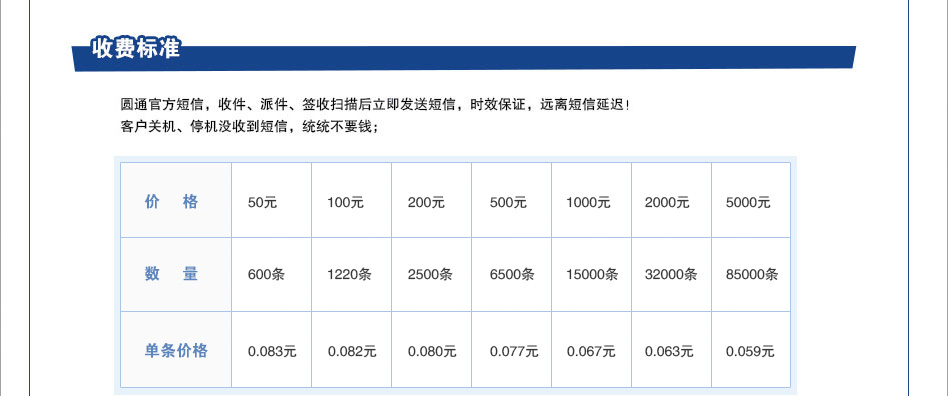 收费标准
圆通官方短信，收件、派件、签收扫描后立即发送短信，时效保证，远离短信延迟！
客户关机、停机没收到短信，统统不要钱；
价 格 50元 100元 200元 500元 1000元 2000元 5000元
数 量 600条 1220条 2500条 6500条 15000条 32000条 85000条
单条价格 0.083元 0.082元 0.080元 0.077元 0.067元 0.063元 0.059元